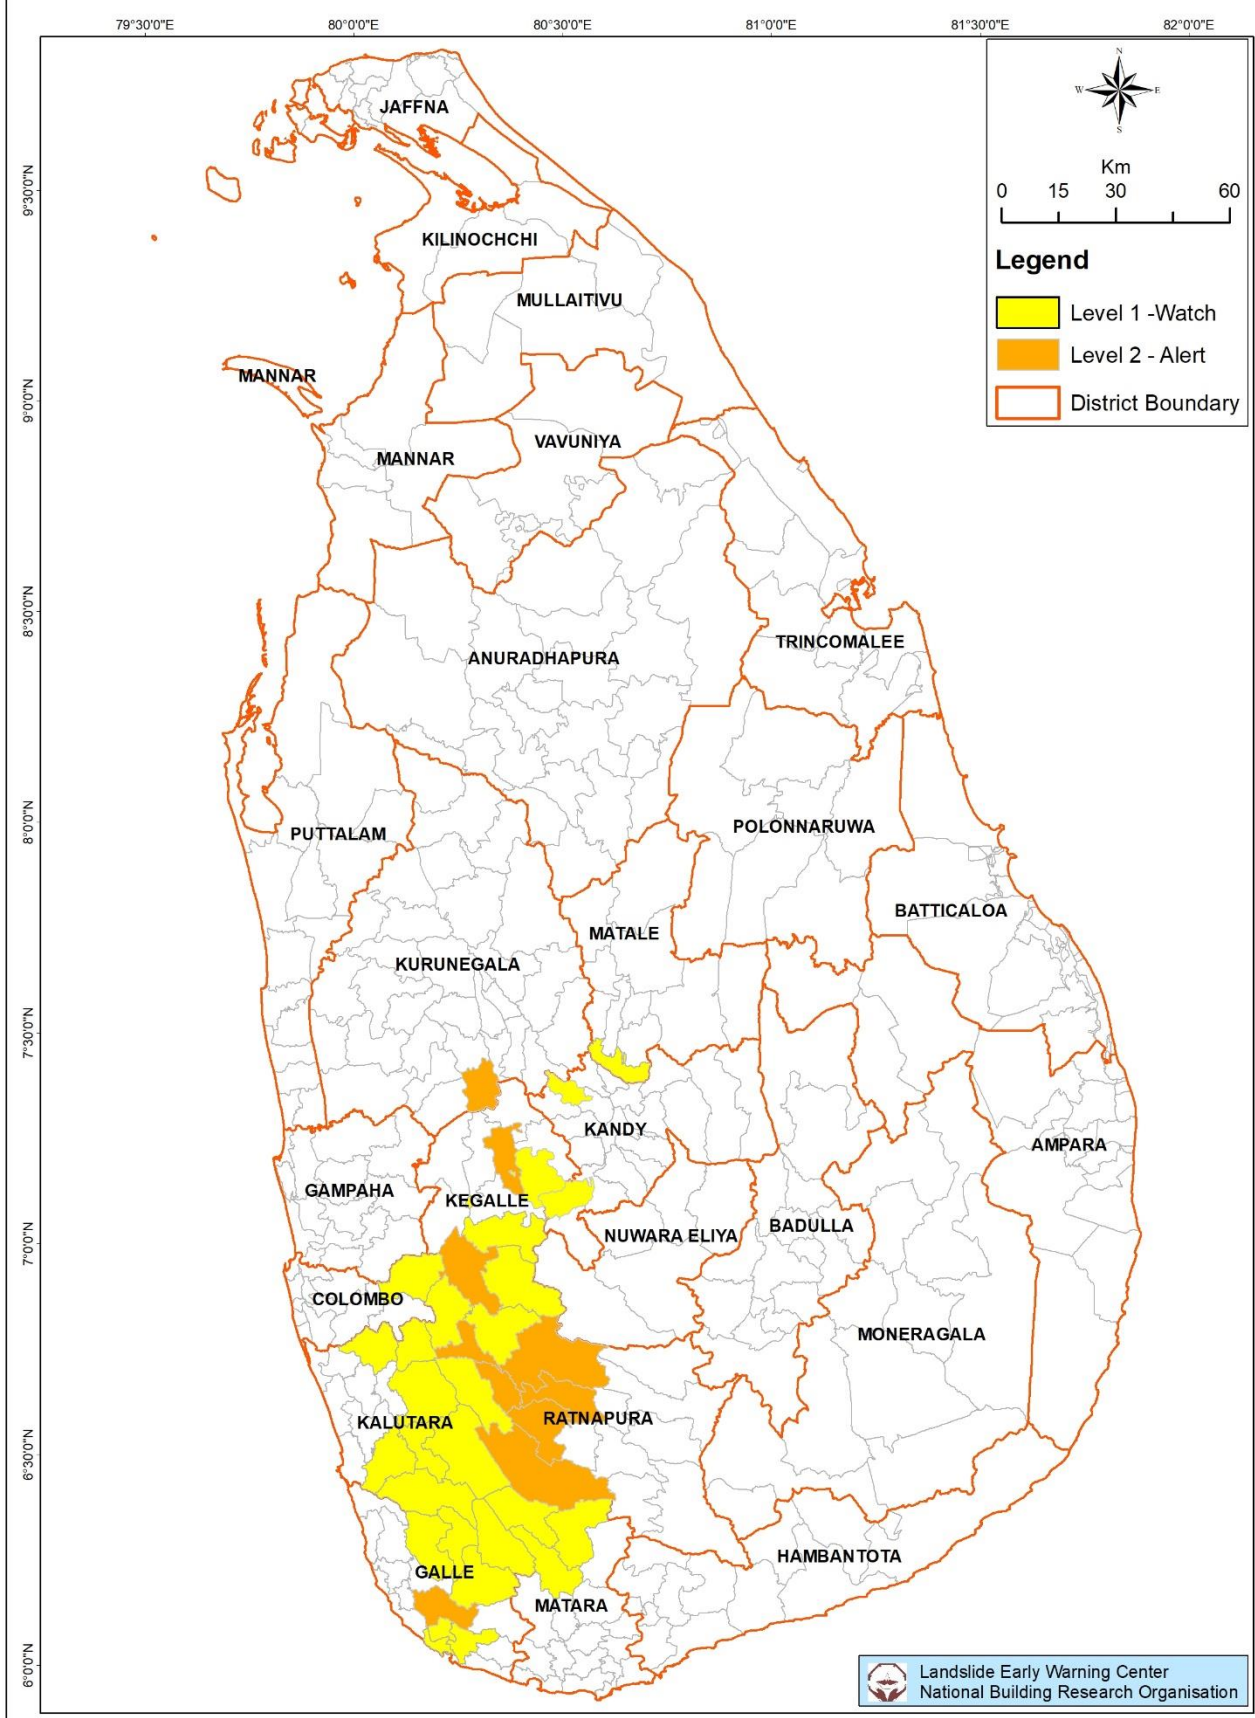 79°30'0"E 80°0'0"E 80°30'0"E 81°0'0"E 81°30'0"E 82°0'0"E
N
W E
S
Km
0 15 30 60
Legend
Level 1 -Watch
Level 2 - Alert
District Boundary
9°30'0"N
9°0'0"N
8°30'0"N
8°0'0"N
7°30'0"N
7°0'0"N
6°30'0"N
6°0'0"N
JAFFNA
KILINOCHCHI
MULLAITIVU
MANNAR
VAVUNIYA
MANNAR
TRINCOMALEE
ANURADHAPURA
POLONNARUWA
PUTTALAM
BATTICALOA
MATALE
KURUNEGALA
KANDY
AMPARA
GAMPAHA
KEGALLE
BADULLA
NUWARA ELIYA
COLOMBO
MONERAGALA
RATNAPURA
KALUTARA
HAMBANTOTA
GALLE
MATARA
Landslide Early Warning Center
National Building Research Organisation